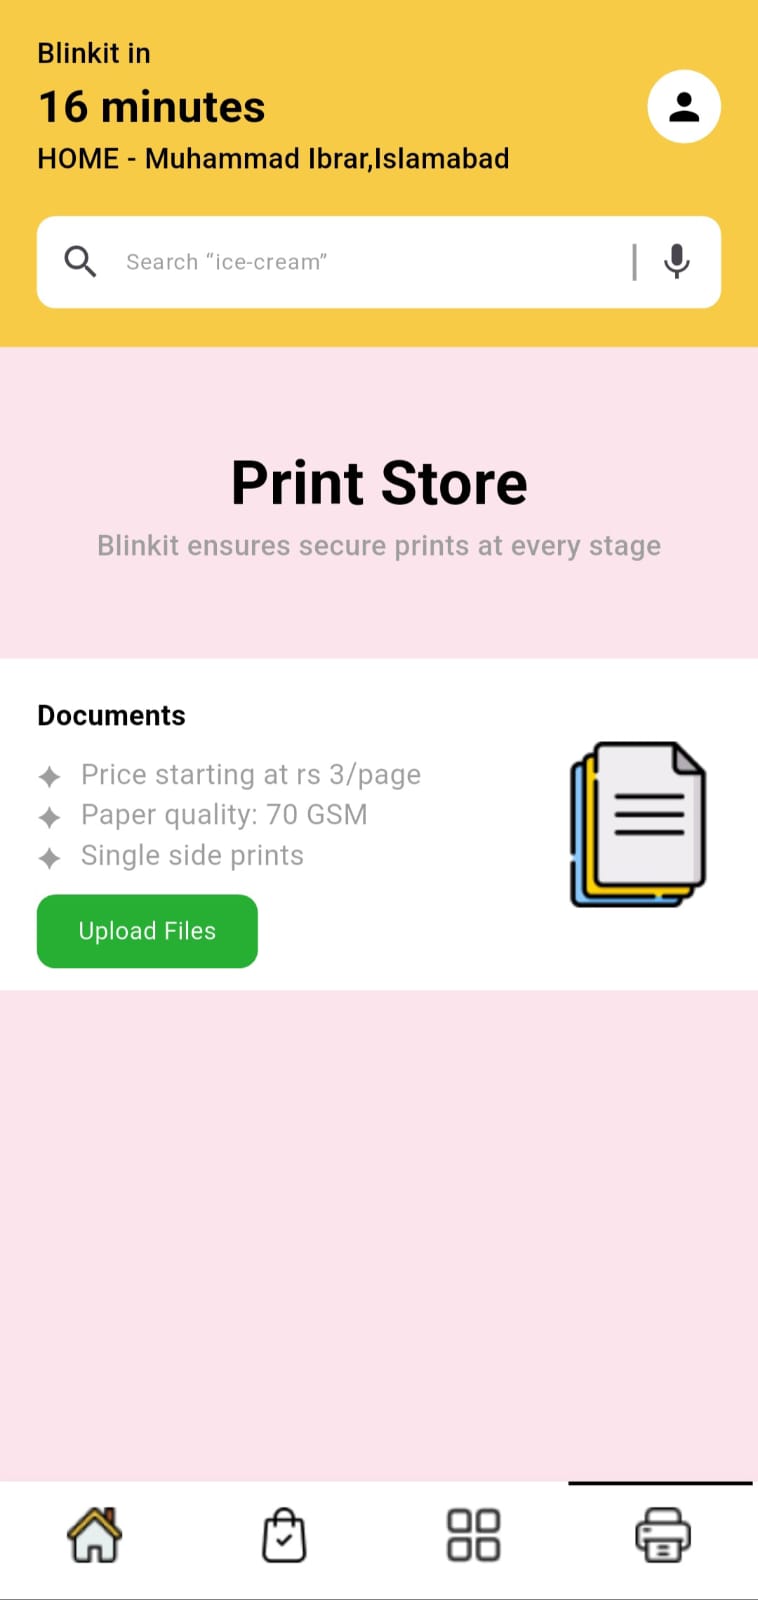 Blinkit in
16 minutes
HOME - Muhammad Ibrar,Islamabad
Search “ice-cream”
Print Store
Blinkit ensures secure prints at every stage
Documents
Price starting at rs 3/page
Paper quality: 70 GSM
Single side prints
Upload Files